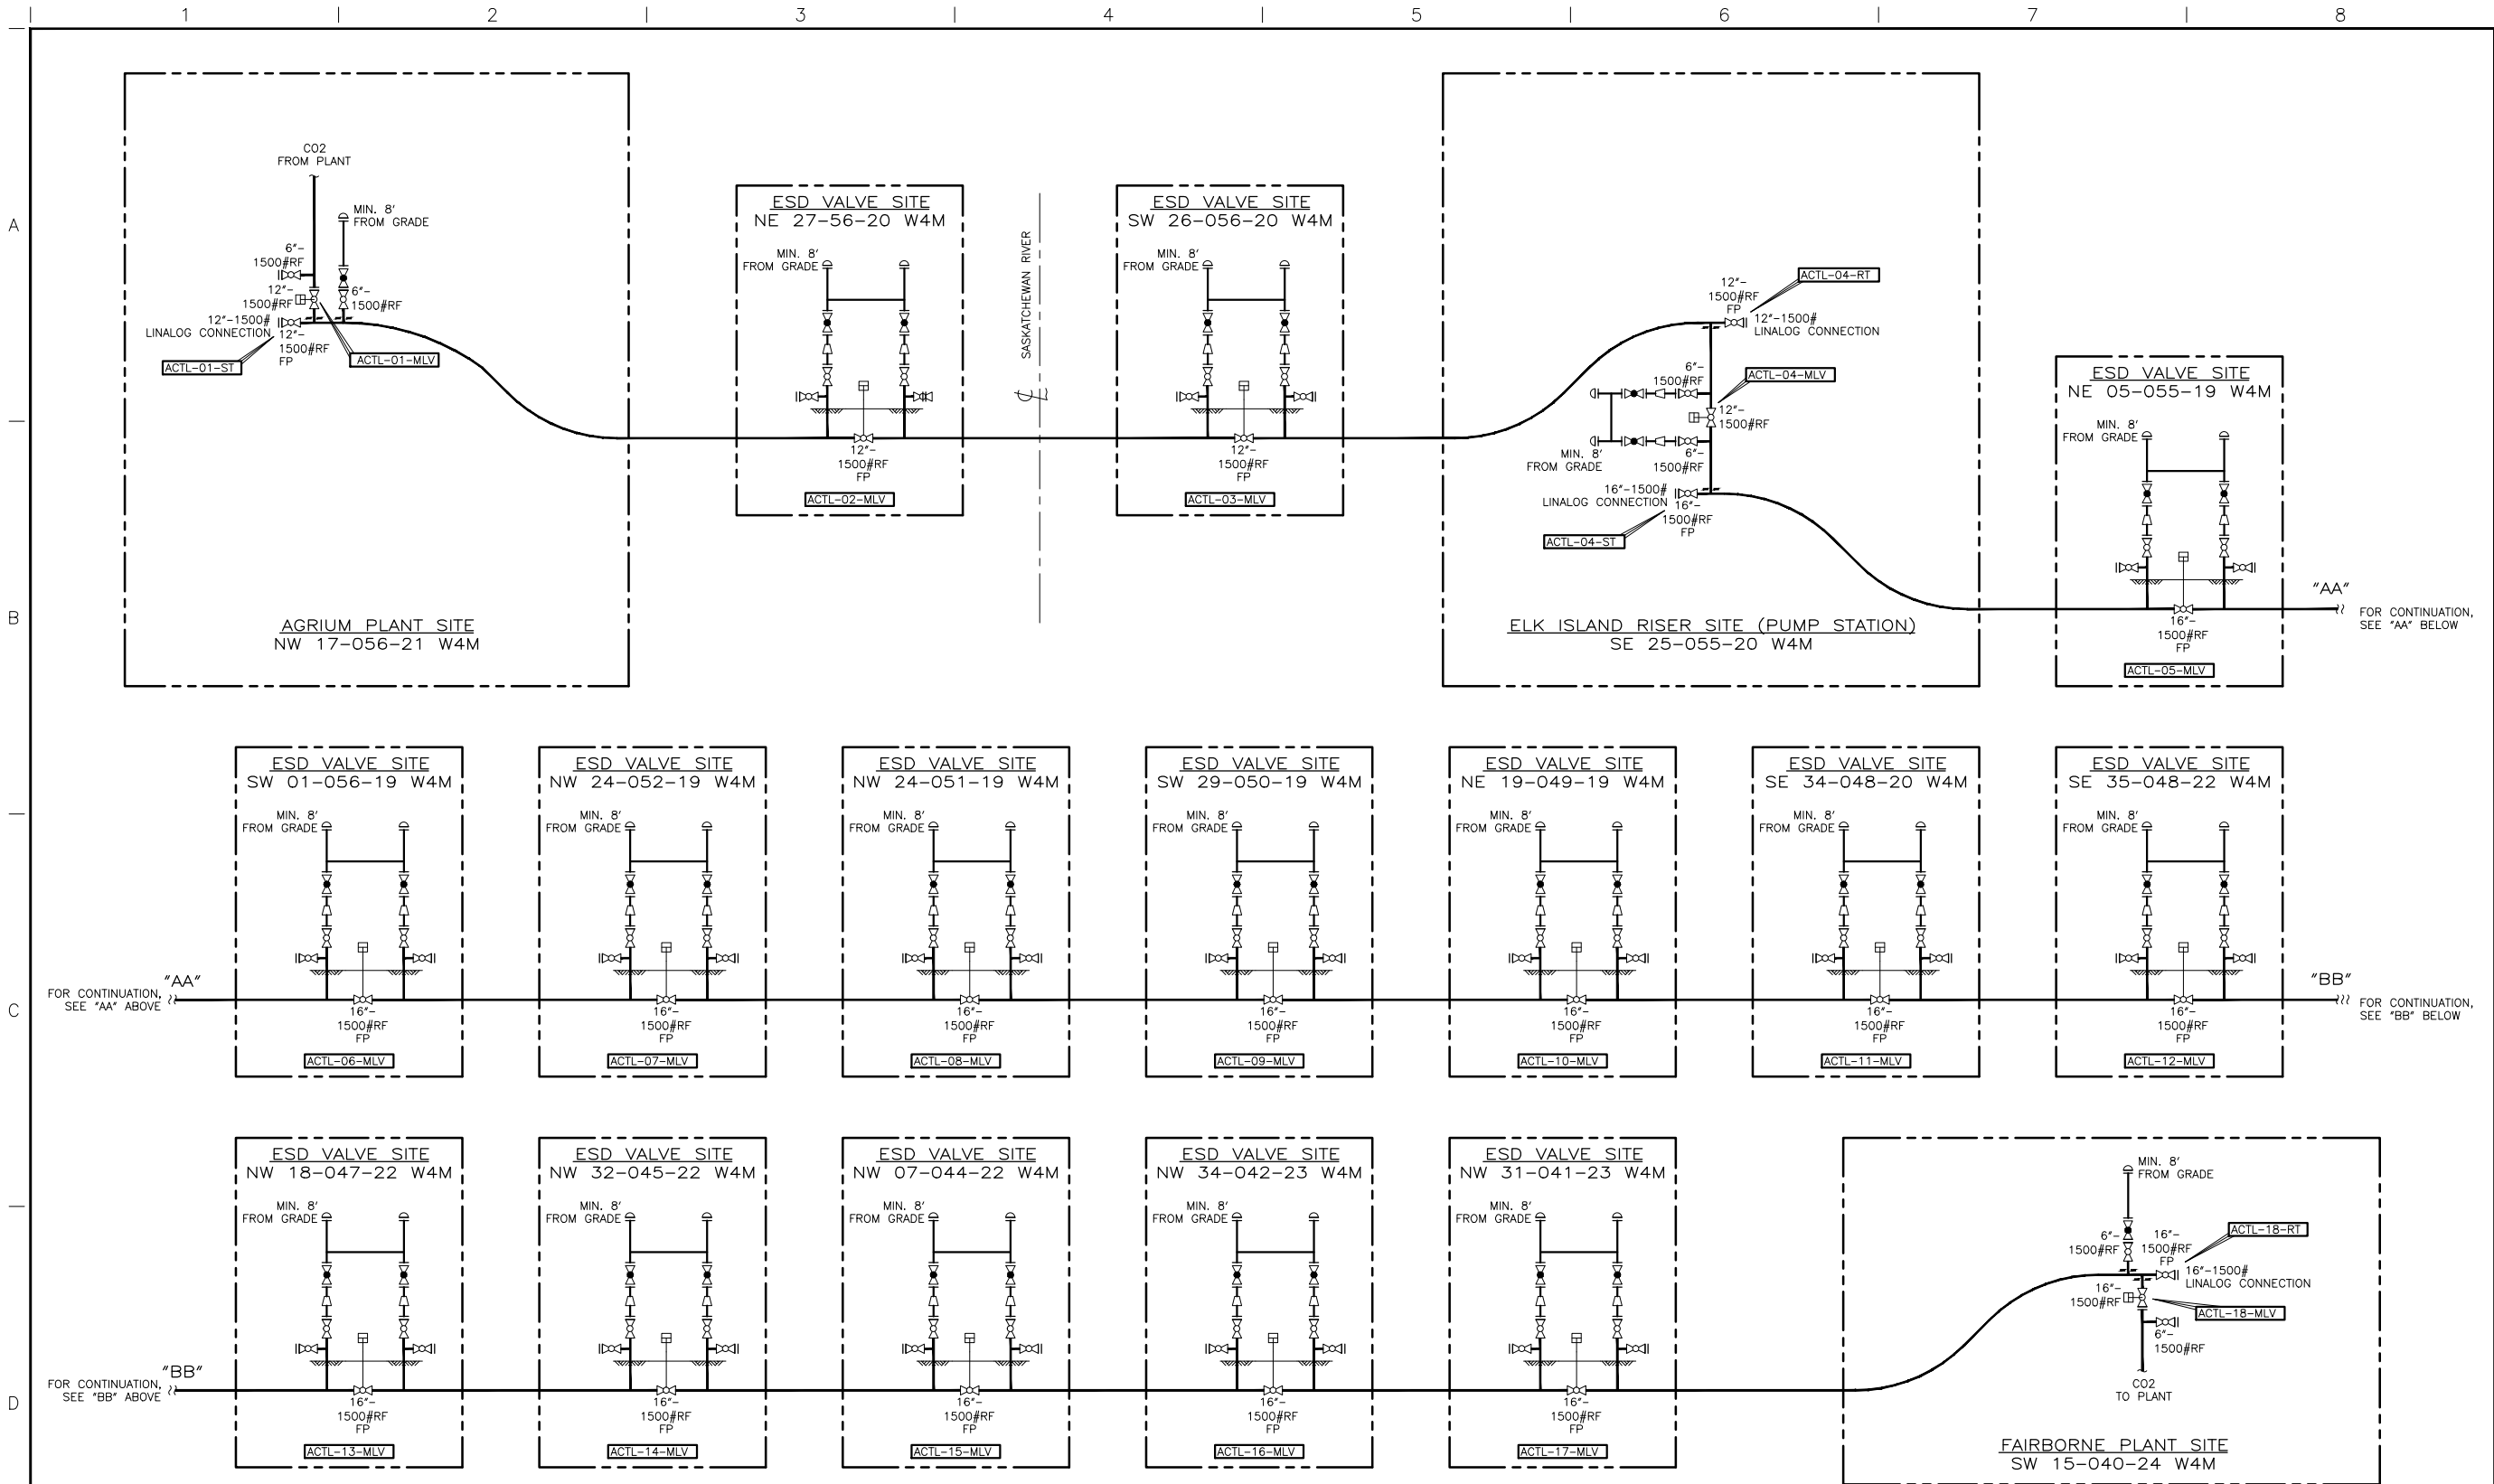 1 2 3 4 5 6 7 8
A
B
C
D
CO2
FROM PLANT
MIN. 8'
FROM GRADE
6"-
1500#RF
12"-
1500#RF
6"-
1500#RF
12"-1500#
LINALOG CONNECTION
12"-
1500#RF
FP
ACTL-01-ST
ACTL-01-MLV
AGRIUM PLANT SITE
NW 17-056-21 W4M
ESD VALVE SITE
NE 27-56-20 W4M
MIN. 8'
FROM GRADE
12"-
1500#RF
FP
ACTL-02-MLV
SASKATCHEWAN RIVER
ESD VALVE SITE
SW 26-056-20 W4M
MIN. 8'
FROM GRADE
12"-
1500#RF
FP
ACTL-03-MLV
ACTL-04-RT
12"-
1500#RF
FP
12"-1500#
LINALOG CONNECTION
6"-
1500#RF
ACTL-04-MLV
12"-
1500#RF
MIN. 8'
FROM GRADE
6"-
1500#RF
16"-1500#
LINALOG CONNECTION
16"-
1500#RF
FP
ACTL-04-ST
ELK ISLAND RISER SITE (PUMP STATION)
SE 25-055-20 W4M
ESD VALVE SITE
NE 05-055-19 W4M
MIN. 8'
FROM GRADE
16"-
1500#RF
FP
ACTL-05-MLV
"AA"
FOR CONTINUATION,
SEE "AA" BELOW
"AA"
FOR CONTINUATION,
SEE "AA" ABOVE
ESD VALVE SITE
SW 01-056-19 W4M
MIN. 8'
FROM GRADE
16"-
1500#RF
FP
ACTL-06-MLV
ESD VALVE SITE
NW 24-052-19 W4M
MIN. 8'
FROM GRADE
16"-
1500#RF
FP
ACTL-07-MLV
ESD VALVE SITE
NW 24-051-19 W4M
MIN. 8'
FROM GRADE
16"-
1500#RF
FP
ACTL-08-MLV
ESD VALVE SITE
SW 29-050-19 W4M
MIN. 8'
FROM GRADE
16"-
1500#RF
FP
ACTL-09-MLV
ESD VALVE SITE
NE 19-049-19 W4M
MIN. 8'
FROM GRADE
16"-
1500#RF
FP
ACTL-10-MLV
ESD VALVE SITE
SE 34-048-20 W4M
MIN. 8'
FROM GRADE
16"-
1500#RF
FP
ACTL-11-MLV
ESD VALVE SITE
SE 35-048-22 W4M
MIN. 8'
FROM GRADE
16"-
1500#RF
FP
ACTL-12-MLV
"BB"
FOR CONTINUATION,
SEE "BB" BELOW
"BB"
FOR CONTINUATION,
SEE "BB" ABOVE
ESD VALVE SITE
NW 18-047-22 W4M
MIN. 8'
FROM GRADE
16"-
1500#RF
FP
ACTL-13-MLV
ESD VALVE SITE
NW 32-045-22 W4M
MIN. 8'
FROM GRADE
16"-
1500#RF
FP
ACTL-14-MLV
ESD VALVE SITE
NW 07-044-22 W4M
MIN. 8'
FROM GRADE
16"-
1500#RF
FP
ACTL-15-MLV
ESD VALVE SITE
NW 34-042-23 W4M
MIN. 8'
FROM GRADE
16"-
1500#RF
FP
ACTL-16-MLV
ESD VALVE SITE
NW 31-041-23 W4M
MIN. 8'
FROM GRADE
16"-
1500#RF
FP
ACTL-17-MLV
MIN. 8'
FROM GRADE
6"-
1500#RF
16"-
1500#RF
FP
ACTL-18-RT
16"-1500#
LINALOG CONNECTION
16"-
1500#RF
ACTL-18-MLV
6"-
1500#RF
CO2
TO PLANT
FAIRBORNE PLANT SITE
SW 15-040-24 W4M